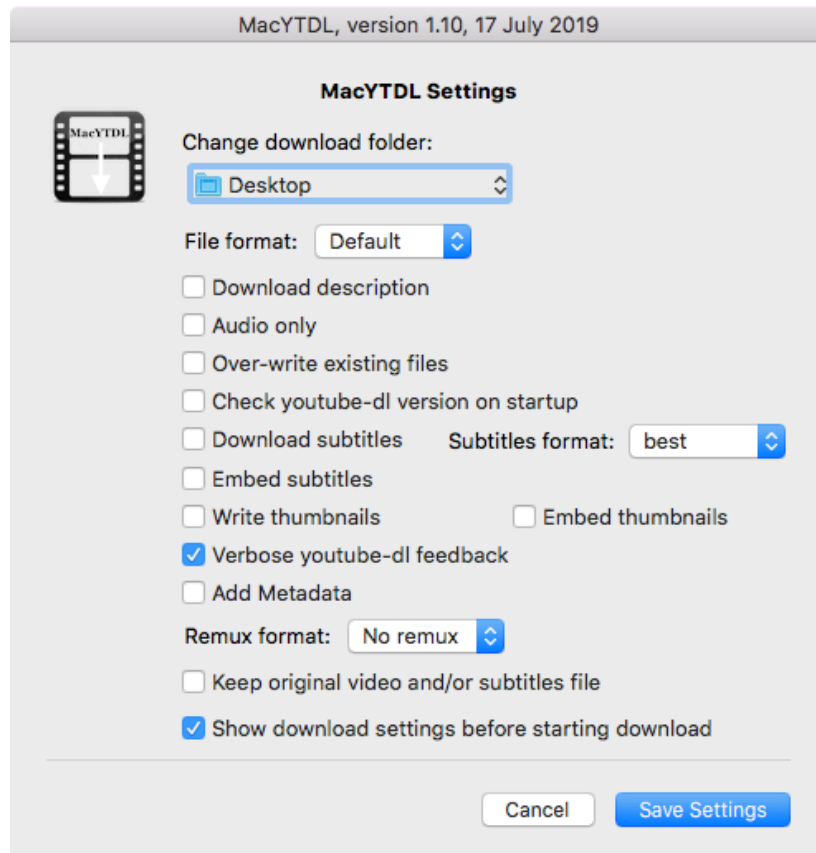 MacYTDL, version 1.10, 17 July 2019
MacYTDL Settings
MacYTDL
Change download folder:
Desktop
File format: Default
Download description
Audio only
Over-write existing files
Check youtube-dl version on startup
Download subtitles Subtitles format: best
Embed subtitles
Write thumbnails Embed thumbnails
Verbose youtube-dl feedback
Add Metadata
Remux format: No remux
Keep original video and/or subtitles file
Show download settings before starting download
Cancel Save Settings